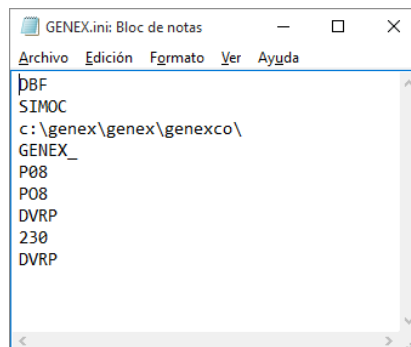 GENEX.ini: Bloc de notas
Archivo Edición Formato Ver Ayuda
DBF
SIMOC
c:\genex\genex\genexco\
GENEX_
P08
PO8
DVRP
230
DVRP